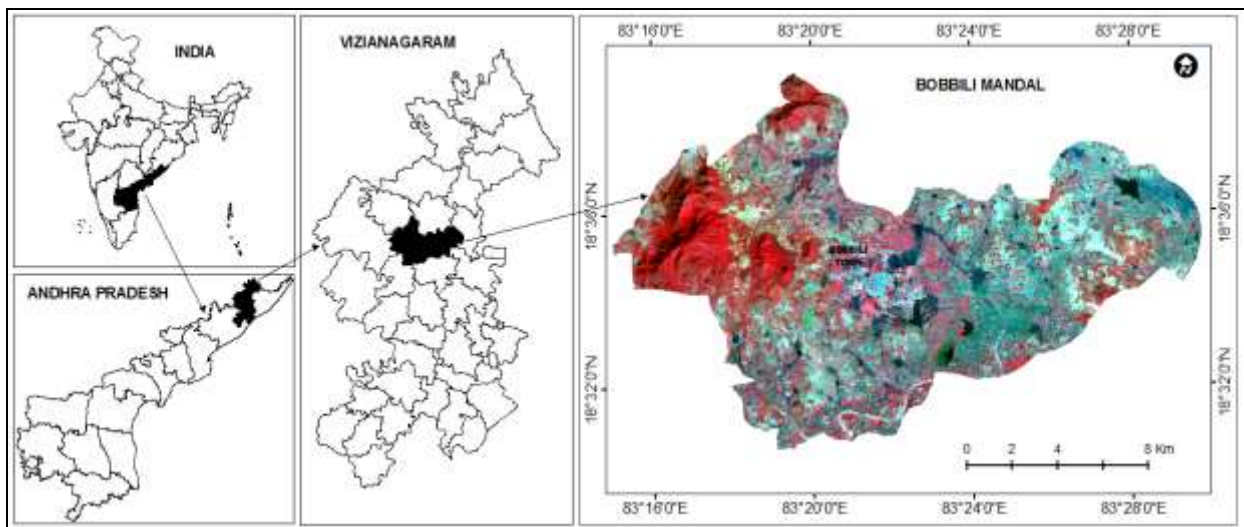 INDIA
ANDHRA PRADESH
VIZIANAGARAM
83°16'0"E 83°20'0"E 83°24'0"E 83°28'0"E
BOBBILI MANDAL
18°36'0"N
18°36'0"N
BOBBILI
TOWN
18°32'0"N
18°32'0"N
0 2 4 8 Km
83°16'0"E 83°20'0"E 83°24'0"E 83°28'0"E